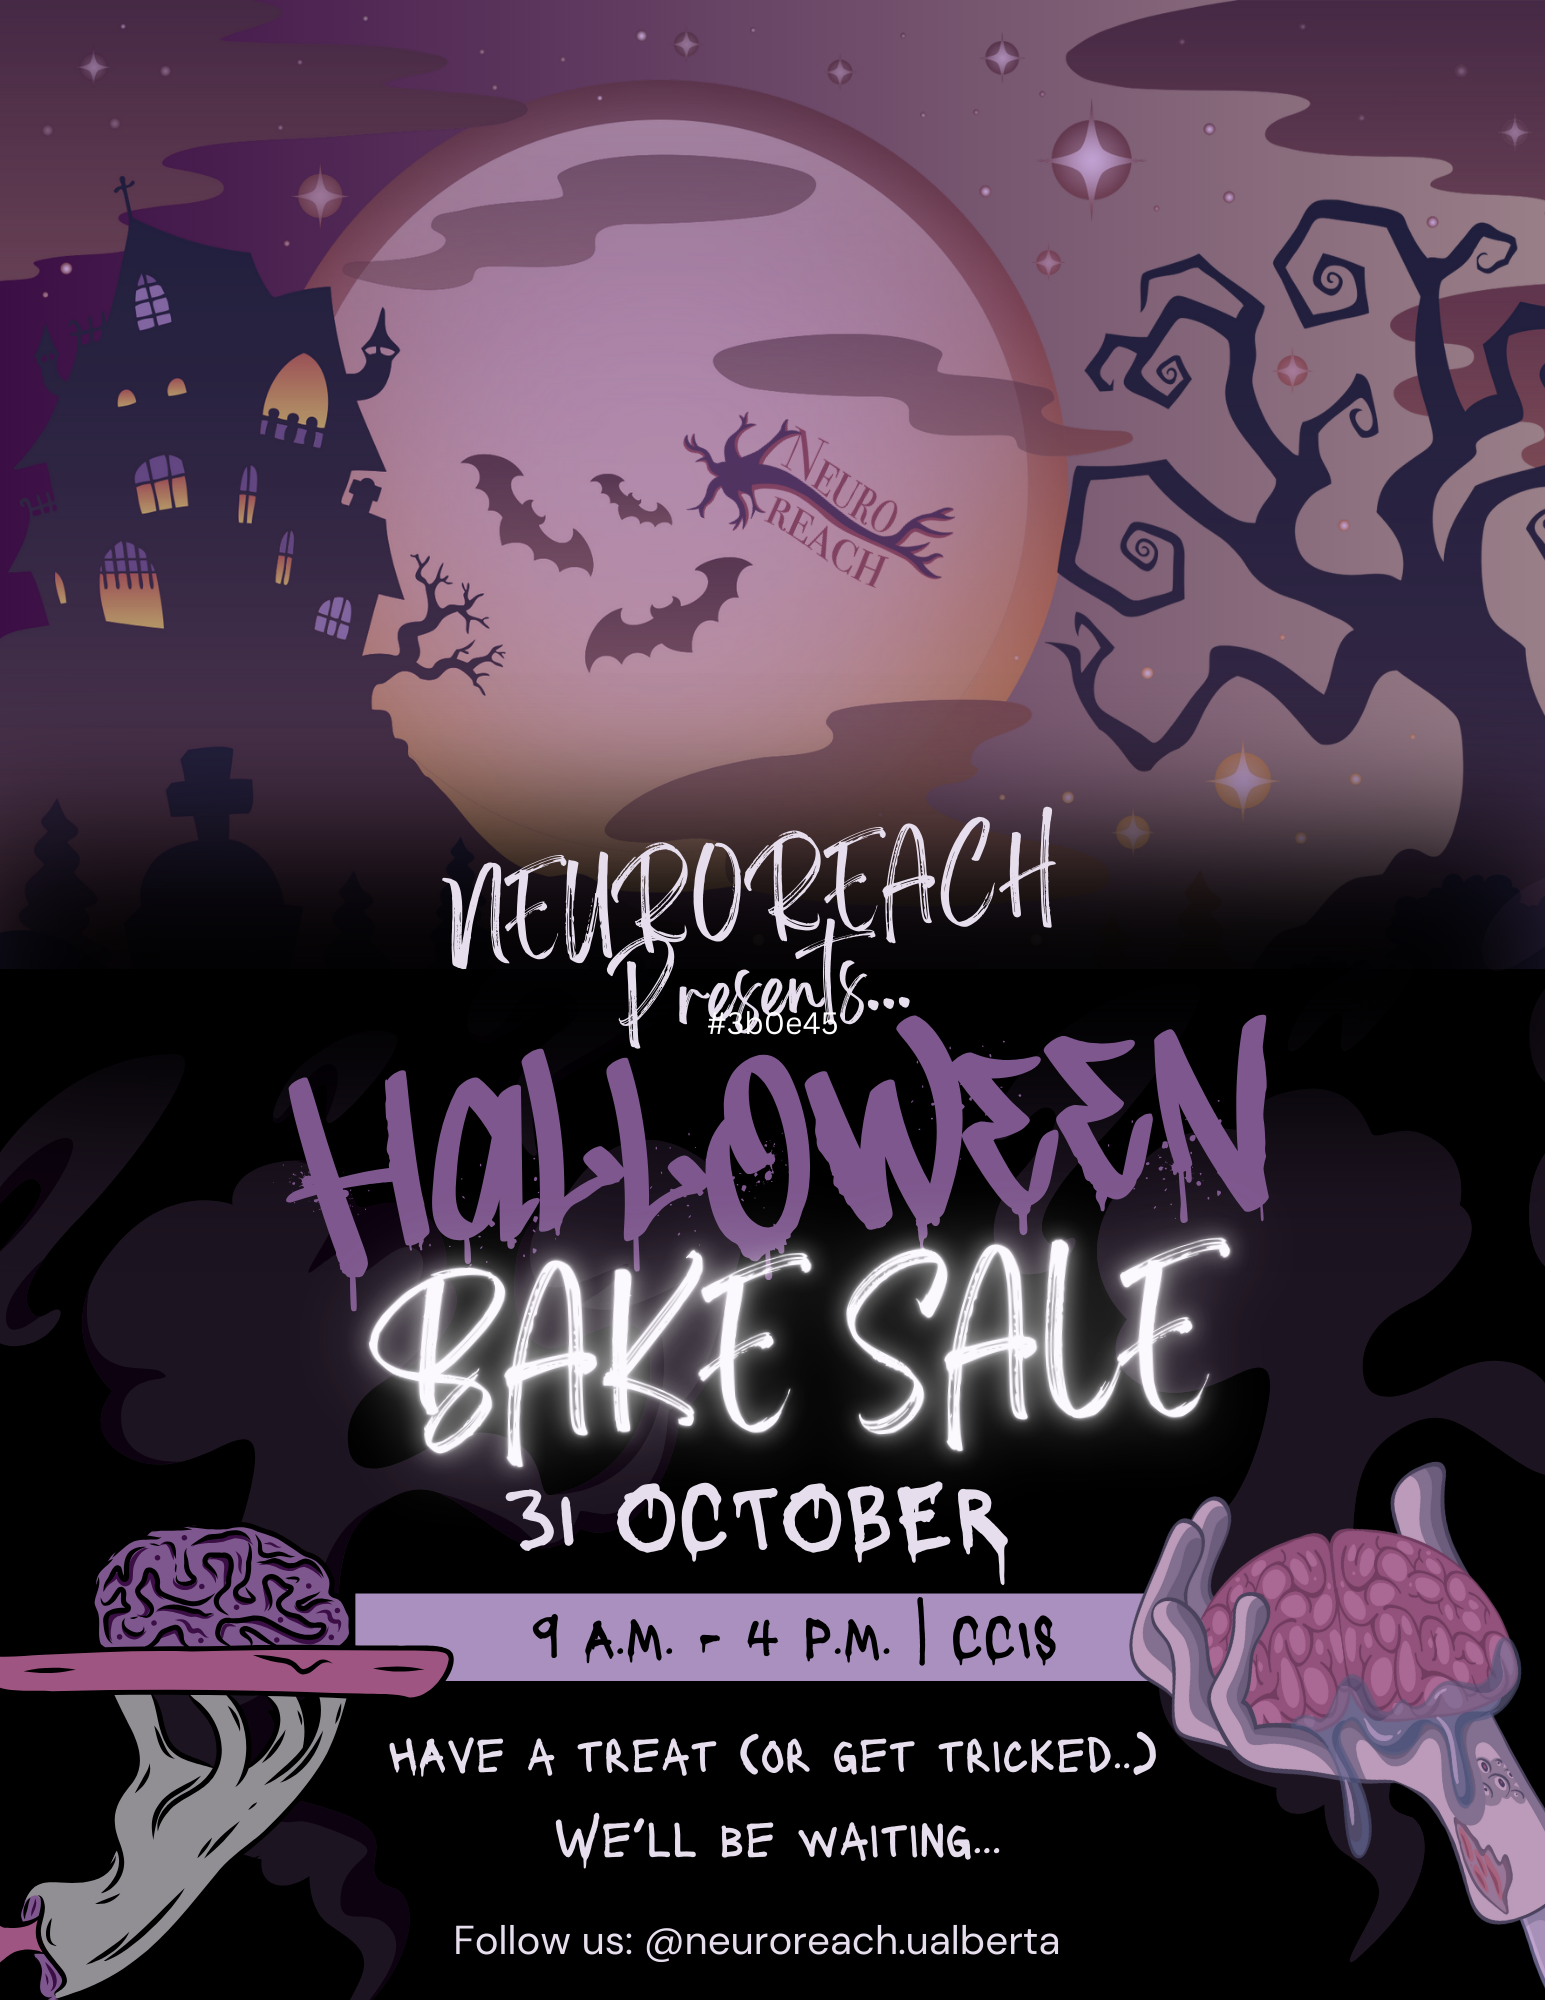 NEURO
REACH
NEUROREACH
Presents...
#3b0e45
HALLOWEEN
BAKE SALE
31 OCTOBER
9 A.M. - 4 P.M. | CCIS
HAVE A TREAT (OR GET TRICKED..)
WE'LL BE WAITING...
Follow us: @neuroreach.ualberta